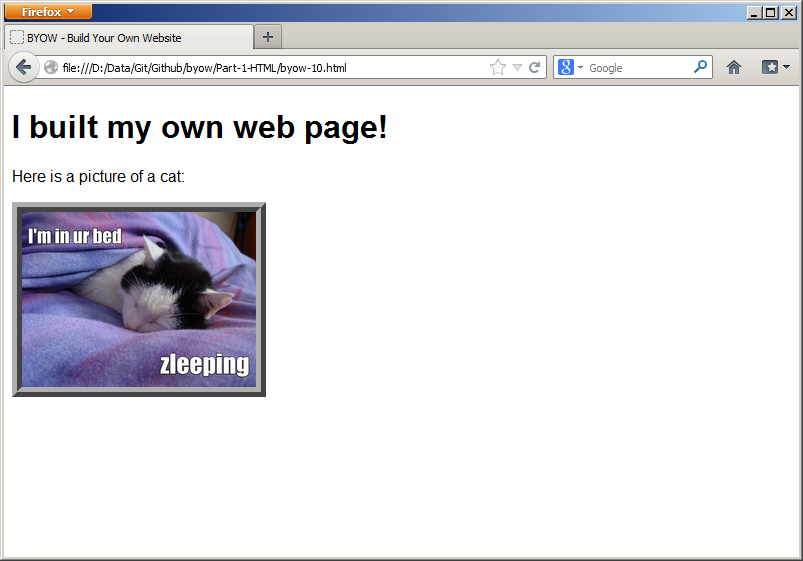 Firefox
BYOW - Build Your Own Website
file:///D:/Data/Git/Github/byow/Part-1-HTML/byow-10.html
8
Google
I built my own web page!
Here is a picture of a cat:
I'm in ur bed
zleeping